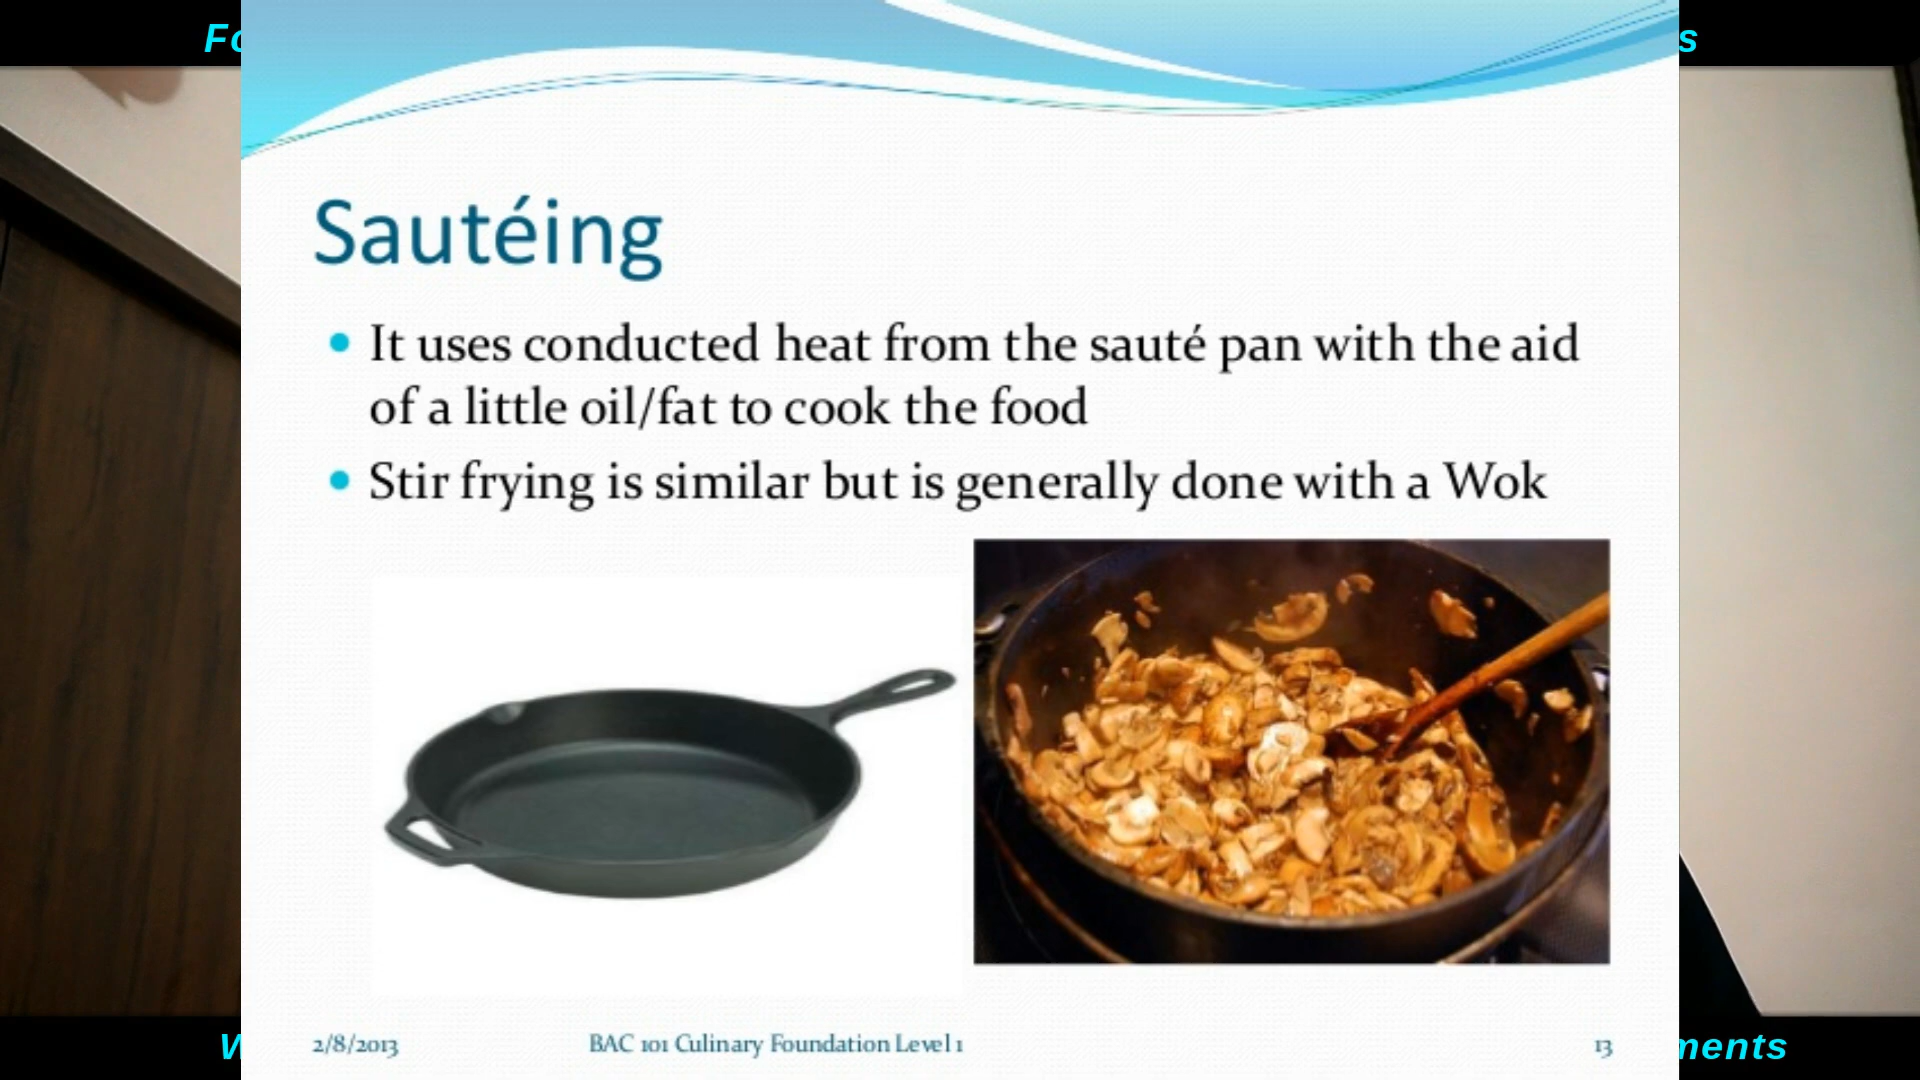 Sautéing
It uses conducted heat from the sauté pan with the aid
of a little oil/fat to cook the food
Stir frying is similar but is generally done with a Wok
2/8/2013 BAC 101 Culinary Foundation Level 1 13